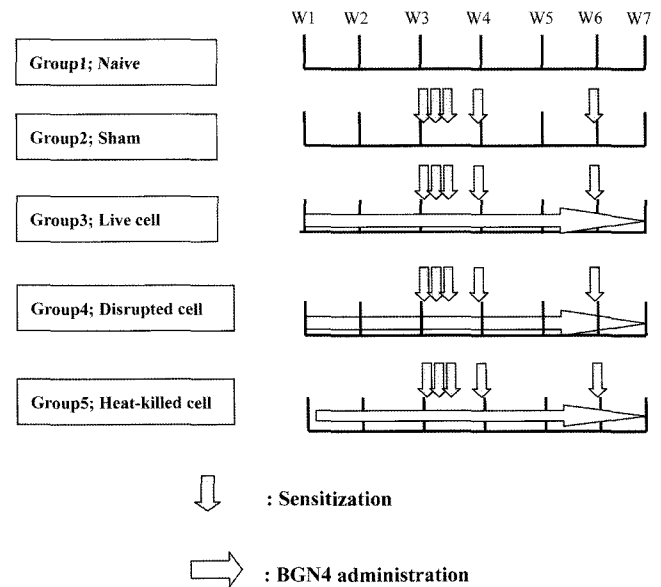 W1 W2 W3 W4 W5 W6 W7
Group1; Naive
Group2; Sham
Group3; Live cell
Group4; Disrupted cell
Group5; Heat-killed cell
: Sensitization
: BGN4 administration